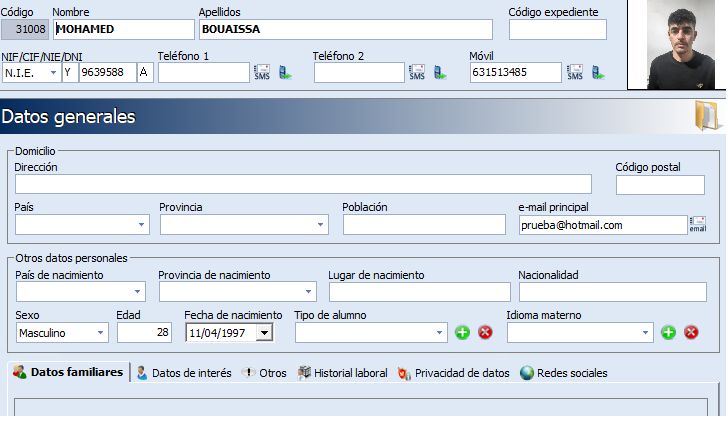 Código Nombre Apellidos Código expediente
31008 MOHAMED BOUAISSA
NIF/CIF/NIE/DNI Teléfono 1 Teléfono 2 Móvil
N.I.E. Y 9639588 A SMS SMS 631513485 SMS
Datos generales
Domicilio
Dirección Código postal
País Provincia Población e-mail principal
prueba@hotmail.com email
Otros datos personales
País de nacimiento Provincia de nacimiento Lugar de nacimiento Nacionalidad
Sexo Edad Fecha de nacimiento Tipo de alumno Idioma materno
Masculino 28 11/04/1997
Datos familiares Datos de interés Otros Historial laboral Privacidad de datos Redes sociales